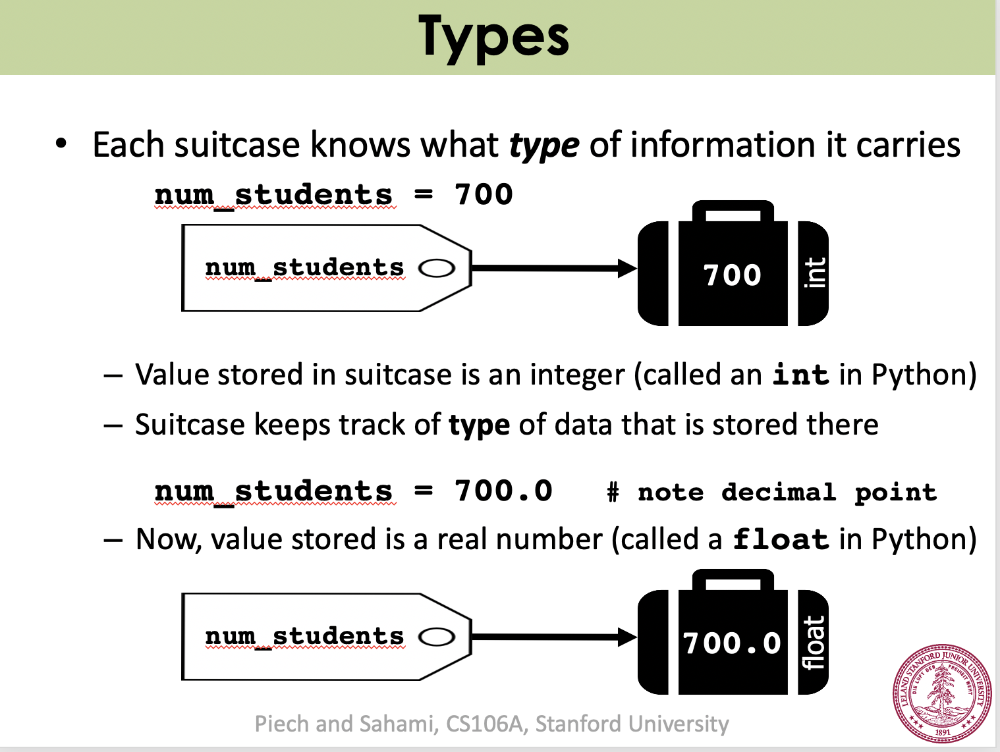 Types
• Each suitcase knows what type of information it carries
num_students = 700
num_students
700
int
– Value stored in suitcase is an integer (called an int in Python)
– Suitcase keeps track of type of data that is stored there
num_students = 700.0 # note decimal point
– Now, value stored is a real number (called a float in Python)
num_students
700.0
float
Piech and Sahami, CS106A, Stanford University
LELAND STANFORD JUNIOR UNIVERSITY
DIE LUFT DER FREIHEIT WEHT
1891